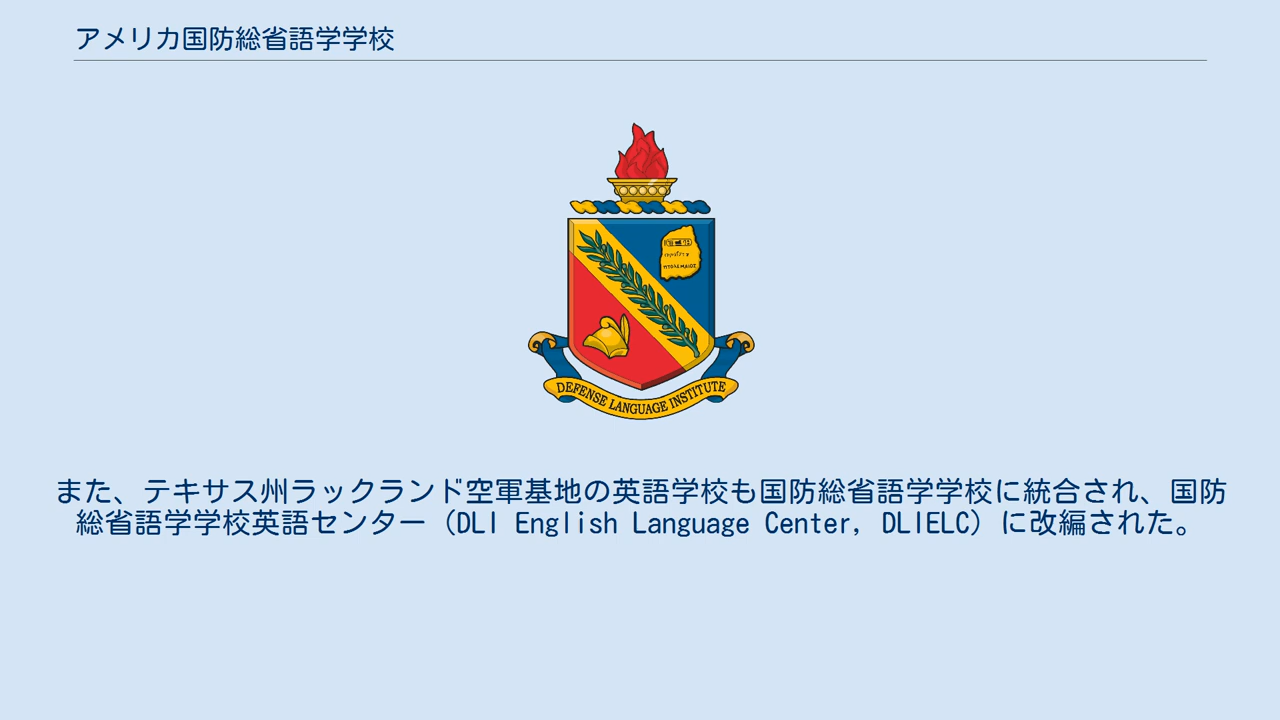 アメリカ国防総省語学学校
DEFENSE LANGUAGE INSTITUTE
また、テキサス州ラックランド空軍基地の英語学校も国防総省語学学校に統合され、国防
総省語学学校英語センター（DLI English Language Center, DLIELC）に改編された。